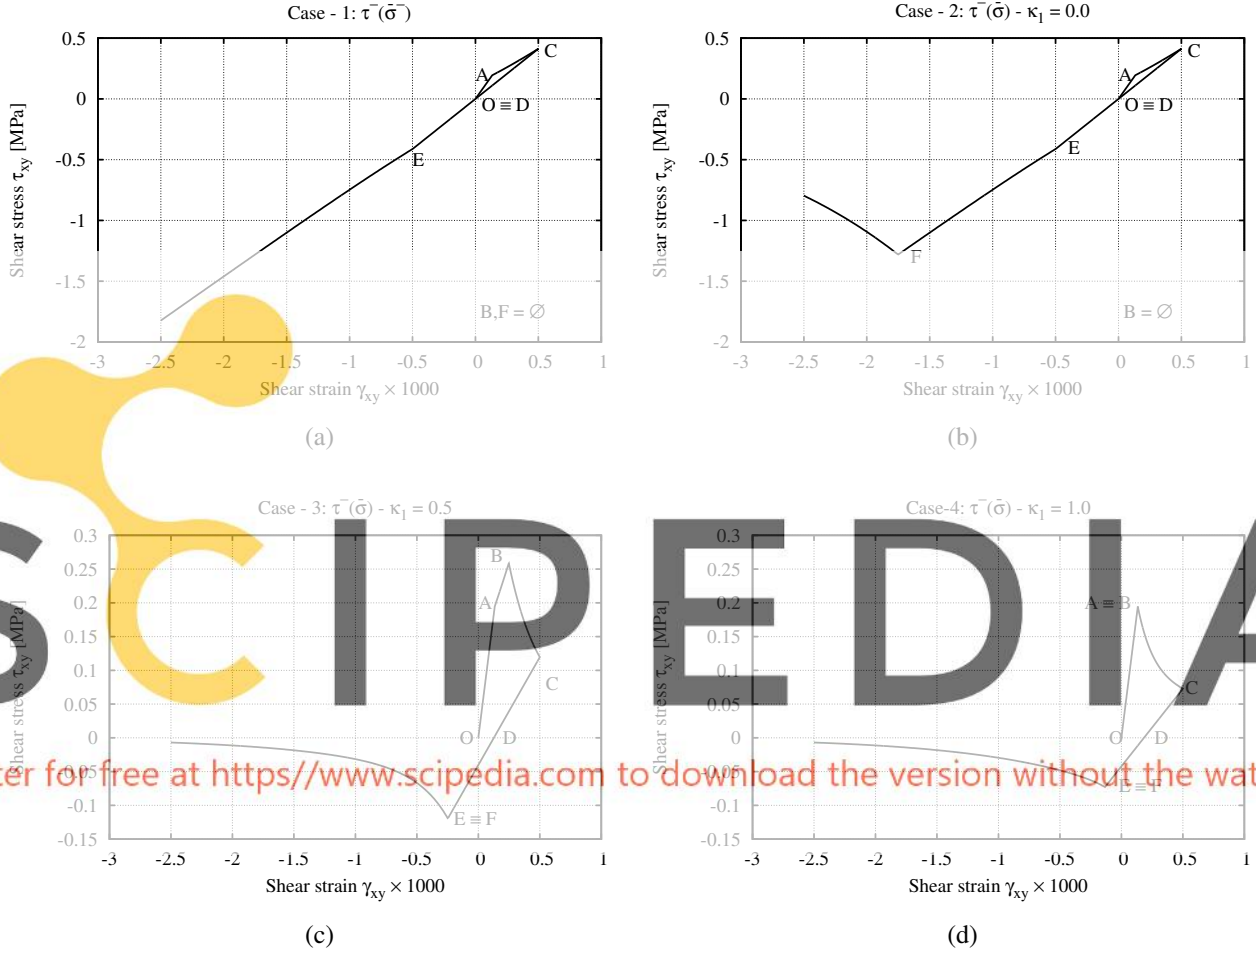 Case - 1: τ⁻(σ̄⁻)
0.5
0
-0.5
-1
-1.5
-2
Shear stress τxy [MPa]
A
C
O ≡ D
E
B,F = ∅
-3 -2.5 -2 -1.5 -1 -0.5 0 0.5 1
Shear strain γxy × 1000
(a)
Case - 2: τ⁻(σ̄) - κ1 = 0.0
0.5
0
-0.5
-1
-1.5
-2
Shear stress τxy [MPa]
A
C
O ≡ D
E
F
B = ∅
-3 -2.5 -2 -1.5 -1 -0.5 0 0.5 1
Shear strain γxy × 1000
(b)
Case - 3: τ⁻(σ̄) - κ1 = 0.5
0.3
0.25
0.2
0.15
0.1
0.05
0
-0.05
-0.1
-0.15
Shear stress τxy [MPa]
B
A
C
O
D
E ≡ F
-3 -2.5 -2 -1.5 -1 -0.5 0 0.5 1
Shear strain γxy × 1000
(c)
Case-4: τ⁻(σ̄) - κ1 = 1.0
0.3
0.25
0.2
0.15
0.1
0.05
0
-0.05
-0.1
-0.15
Shear stress τxy [MPa]
A ≡ B
C
O
D
E ≡ F
-3 -2.5 -2 -1.5 -1 -0.5 0 0.5 1
Shear strain γxy × 1000
(d)
SCIPEDIA
ter for free at https//www.scipedia.com to download the version without the wat